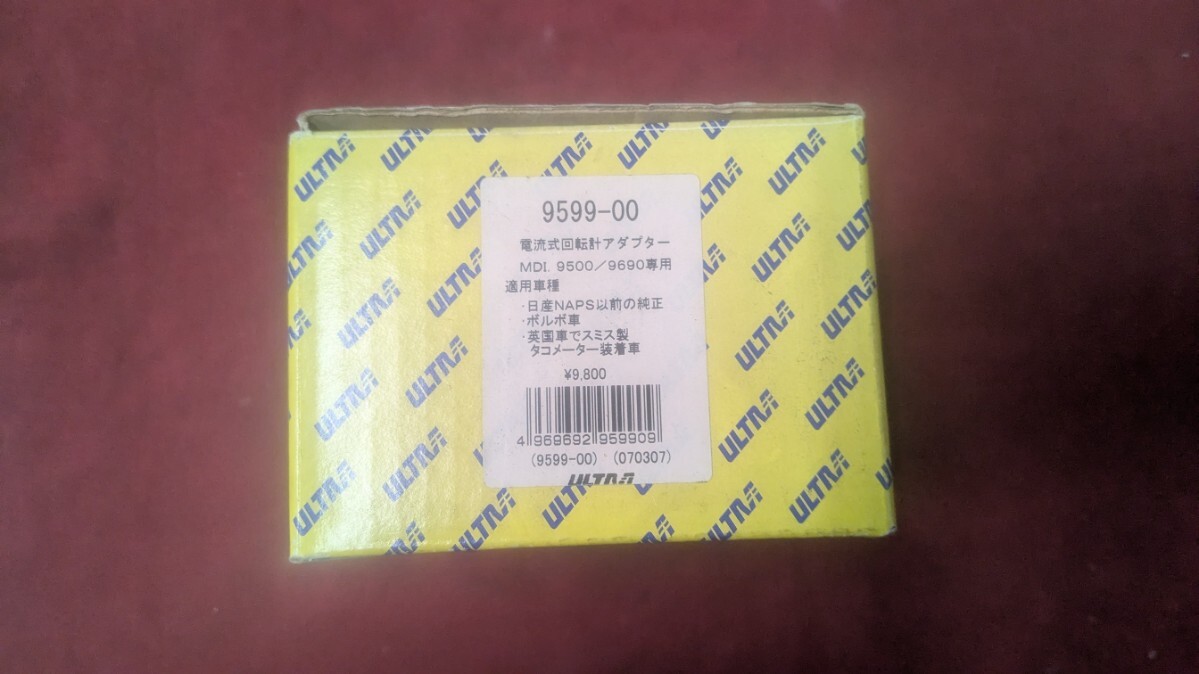 9599-00
電流式回転計アダプター
MDI. 9500/9690専用
適用車種
・日産NAPS以前の純正
・ボルボ車
・英国車でスミス製
タコメーター装着車
¥9,800
4 969692 959909
(9599-00) (070307)
ULTRA